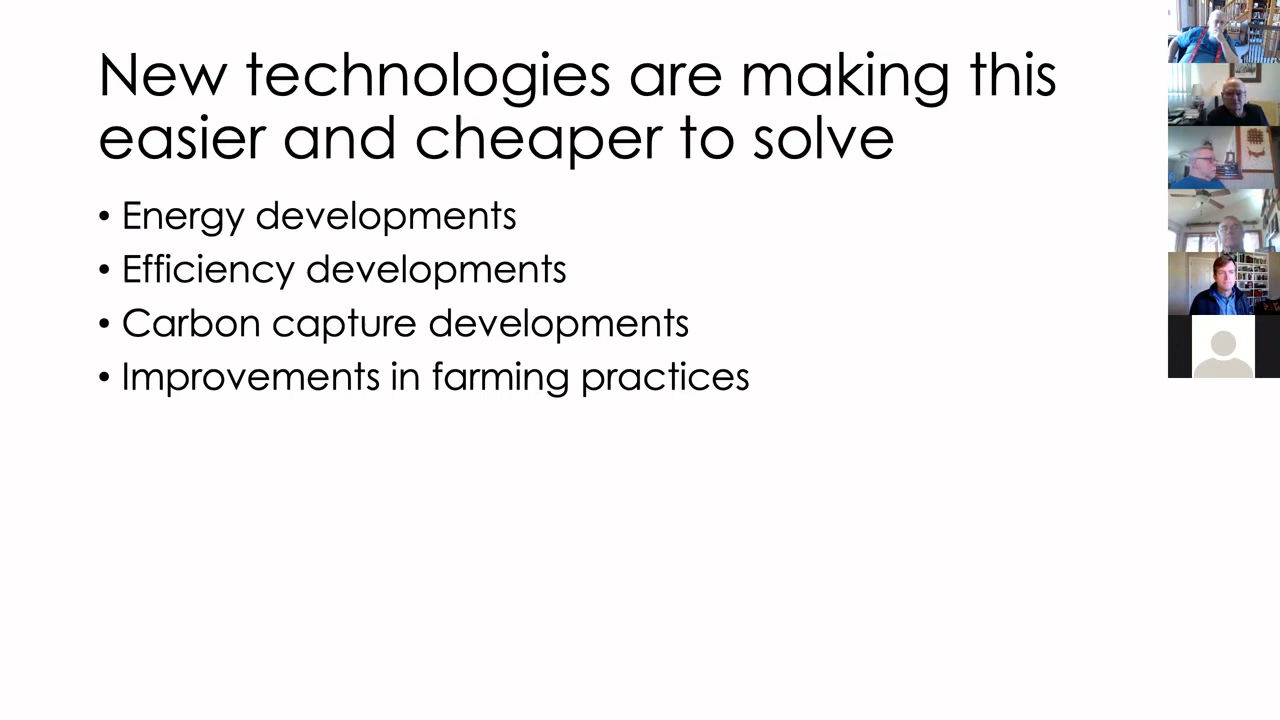 New technologies are making this
easier and cheaper to solve
• Energy developments
• Efficiency developments
• Carbon capture developments
• Improvements in farming practices